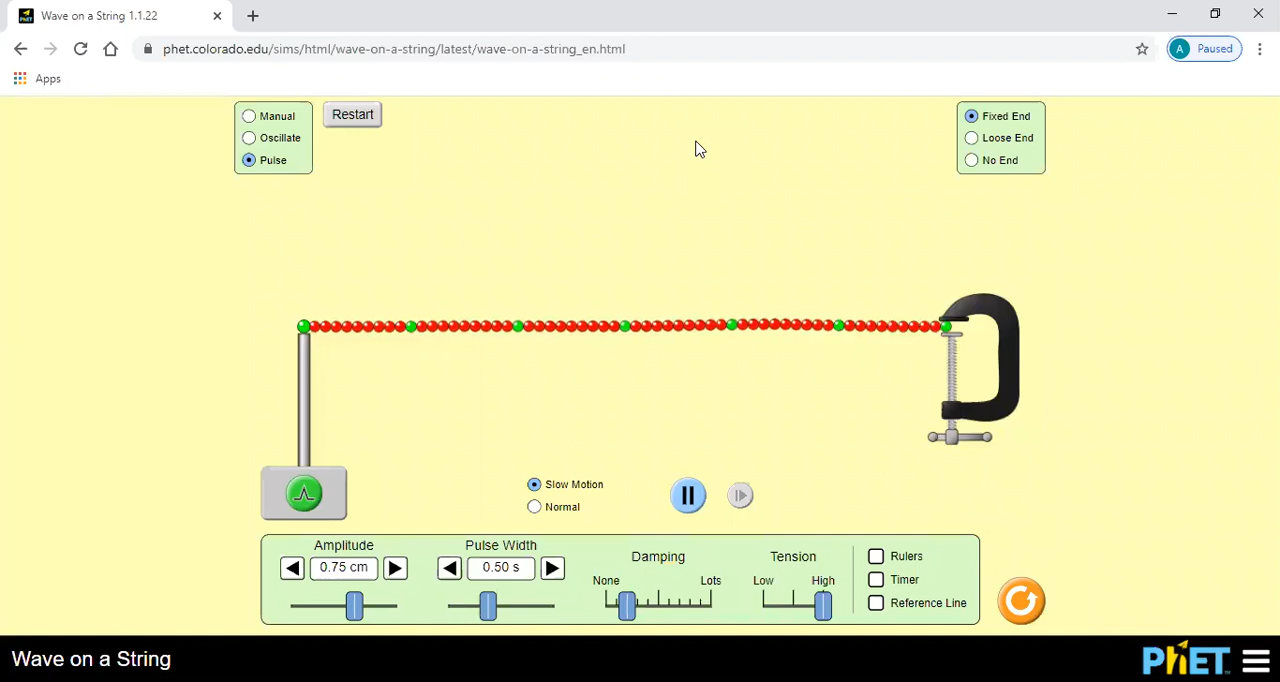 Wave on a String 1.1.22
phet.colorado.edu/sims/html/wave-on-a-string/latest/wave-on-a-string_en.html
A Paused
Apps
Manual
Oscillate
Pulse
Restart
Fixed End
Loose End
No End
Slow Motion
Normal
Amplitude
0.75 cm
Pulse Width
0.50 s
Damping
None Lots
Tension
Low High
Rulers
Timer
Reference Line
Wave on a String
PhET